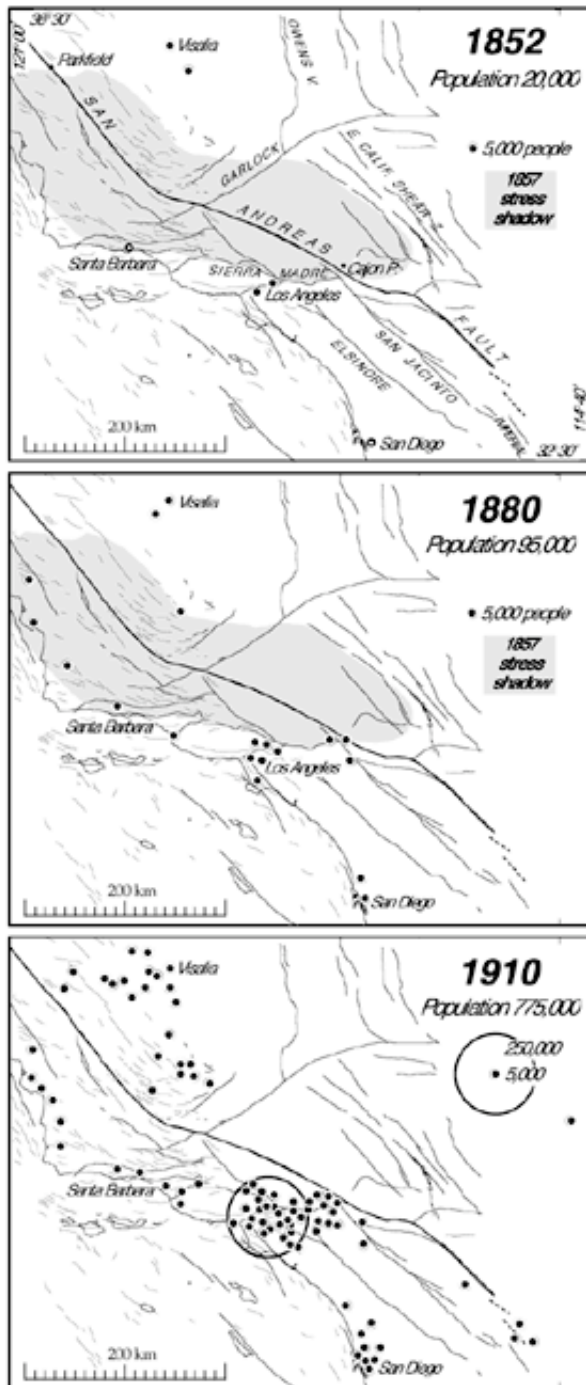 36°30'
121°00'
Parkfield
Visalia
OWENS V.
1852
Population 20,000
SAN
GARLOCK
E. CALIF. SHEAR Z.
5,000 people
1857
stress
shadow
ANDREAS
Santa Barbara
SIERRA MADRE
Cajon P.
Los Angeles
FAULT
SAN JACINTO
ELSINORE
IMPERIAL
114°40'
200 km
San Diego
32°30'
Visalia
1880
Population 95,000
5,000 people
1857
stress
shadow
Santa Barbara
Los Angeles
200 km
San Diego
Visalia
1910
Population 775,000
250,000
5,000
Santa Barbara
200 km
San Diego